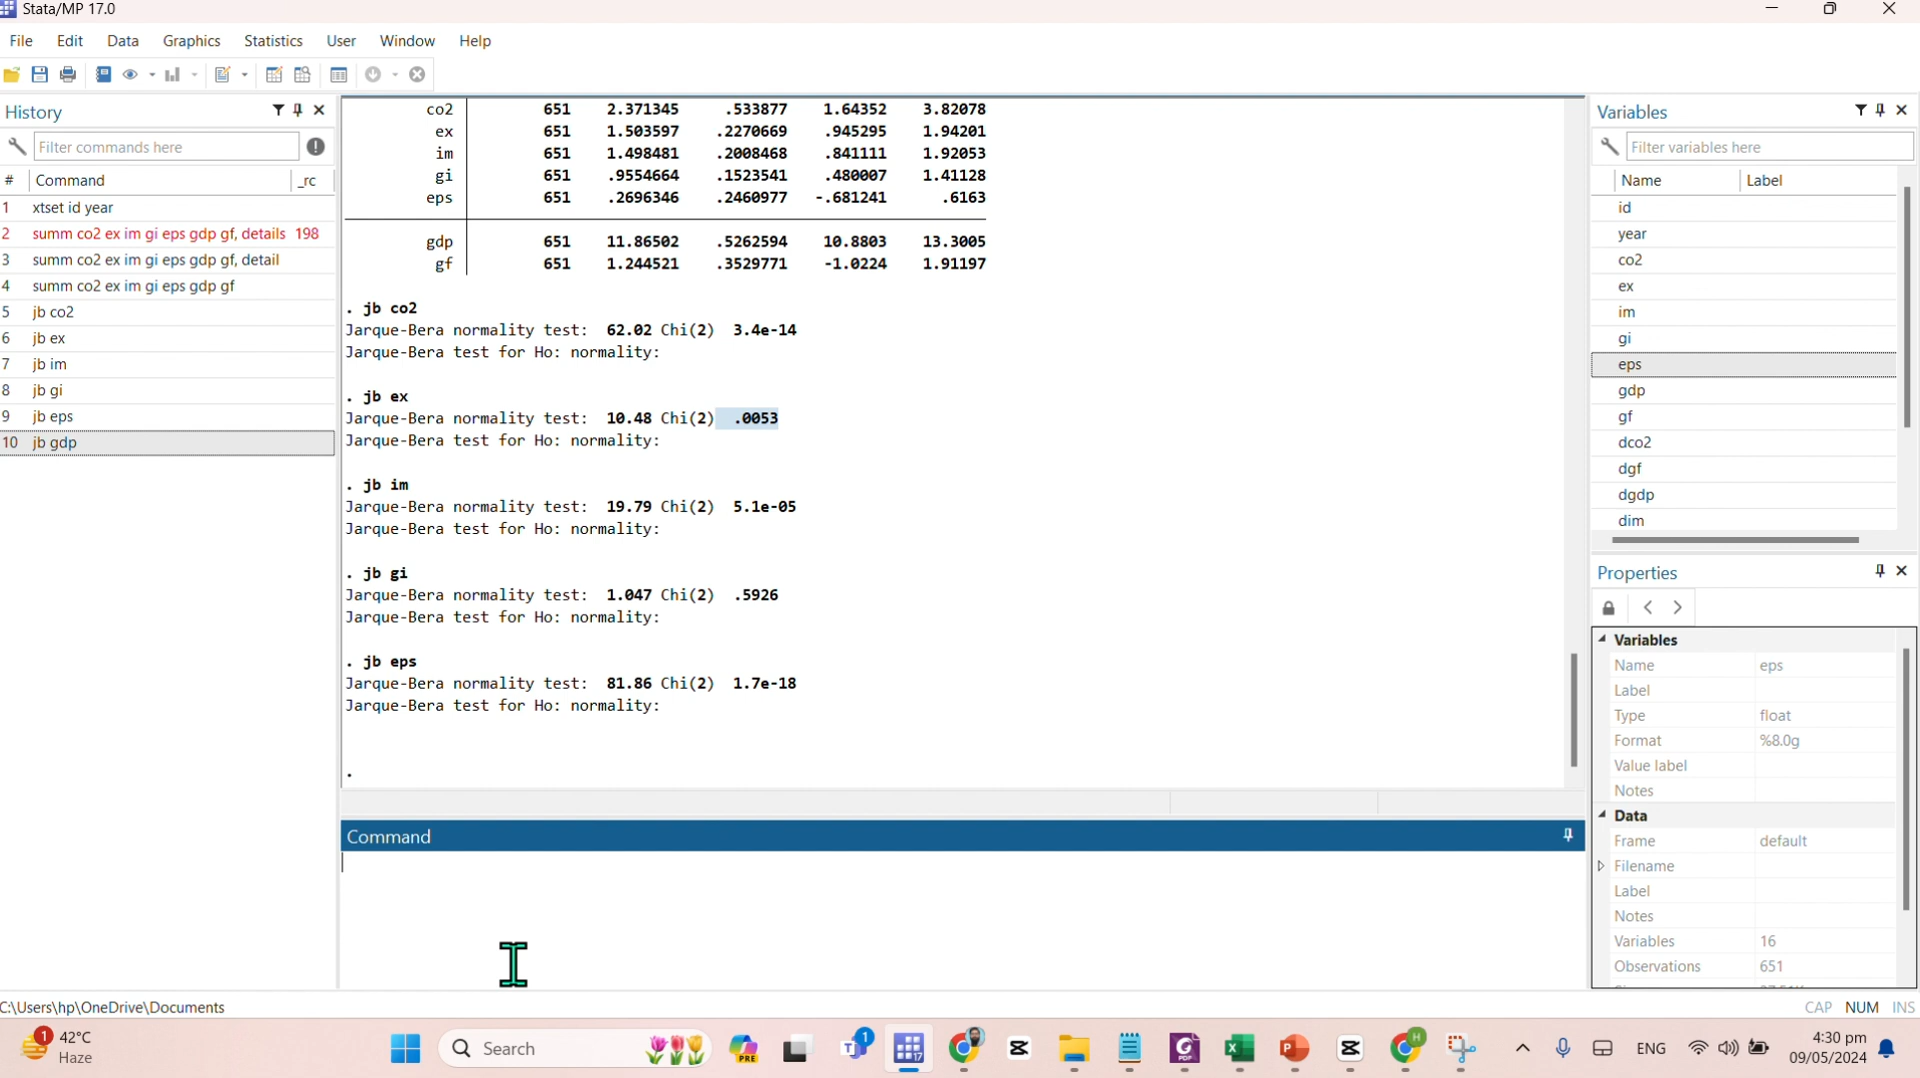 Stata/MP 17.0
File Edit Data Graphics Statistics User Window Help
History
Filter commands here
# Command _rc
1 xtset id year
2 summ co2 ex im gi eps gdp gf, details 198
3 summ co2 ex im gi eps gdp gf, detail
4 summ co2 ex im gi eps gdp gf
5 jb co2
6 jb ex
7 jb im
8 jb gi
9 jb eps
10 jb gdp
co2 651 2.371345 .533877 1.64352 3.82078
ex 651 1.503597 .2270669 .945295 1.94201
im 651 1.498481 .2008468 .841111 1.92053
gi 651 .9554664 .1523541 .480007 1.41128
eps 651 .2696346 .2460977 -.681241 .6163
gdp 651 11.86502 .5262594 10.8803 13.3005
gf 651 1.244521 .3529771 -1.0224 1.91197
. jb co2
Jarque-Bera normality test: 62.02 Chi(2) 3.4e-14
Jarque-Bera test for Ho: normality:
. jb ex
Jarque-Bera normality test: 10.48 Chi(2) .0053
Jarque-Bera test for Ho: normality:
. jb im
Jarque-Bera normality test: 19.79 Chi(2) 5.1e-05
Jarque-Bera test for Ho: normality:
. jb gi
Jarque-Bera normality test: 1.047 Chi(2) .5926
Jarque-Bera test for Ho: normality:
. jb eps
Jarque-Bera normality test: 81.86 Chi(2) 1.7e-18
Jarque-Bera test for Ho: normality:
.
Command
Variables
Filter variables here
Name Label
id
year
co2
ex
im
gi
eps
gdp
gf
dco2
dgf
dgdp
dim
Properties
Variables
Name eps
Label
Type float
Format %8.0g
Value label
Notes
Data
Frame default
Filename
Label
Notes
Variables 16
Observations 651
C:\Users\hp\OneDrive\Documents
CAP NUM INS
1
42°C
Haze
Search
PRE
1
17
H
ENG
4:30 pm
09/05/2024